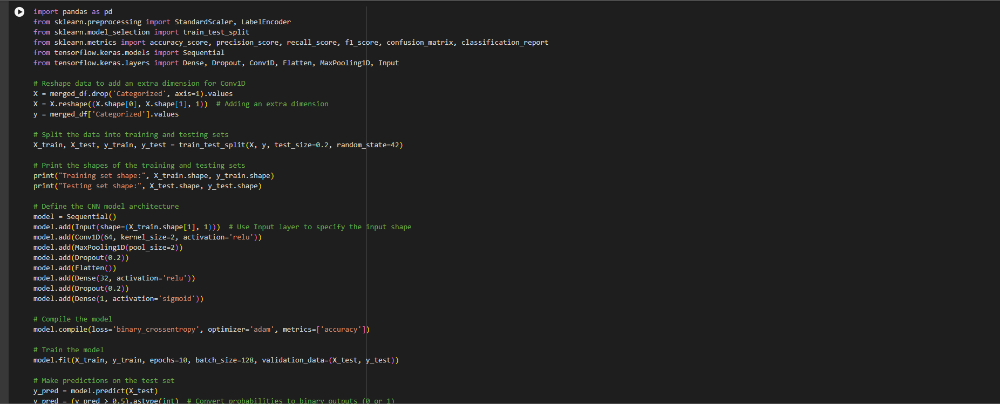 import pandas as pd
from sklearn.preprocessing import StandardScaler, LabelEncoder
from sklearn.model_selection import train_test_split
from sklearn.metrics import accuracy_score, precision_score, recall_score, f1_score, confusion_matrix, classification_report
from tensorflow.keras.models import Sequential
from tensorflow.keras.layers import Dense, Dropout, Conv1D, Flatten, MaxPooling1D, Input

# Reshape data to add an extra dimension for Conv1D
X = merged_df.drop('Categorized', axis=1).values
X = X.reshape((X.shape[0], X.shape[1], 1))  # Adding an extra dimension
y = merged_df['Categorized'].values

# Split the data into training and testing sets
X_train, X_test, y_train, y_test = train_test_split(X, y, test_size=0.2, random_state=42)

# Print the shapes of the training and testing sets
print("Training set shape:", X_train.shape, y_train.shape)
print("Testing set shape:", X_test.shape, y_test.shape)

# Define the CNN model architecture
model = Sequential()
model.add(Input(shape=(X_train.shape[1], 1)))  # Use Input layer to specify the input shape
model.add(Conv1D(64, kernel_size=2, activation='relu'))
model.add(MaxPooling1D(pool_size=2))
model.add(Dropout(0.2))
model.add(Flatten())
model.add(Dense(32, activation='relu'))
model.add(Dropout(0.2))
model.add(Dense(1, activation='sigmoid'))

# Compile the model
model.compile(loss='binary_crossentropy', optimizer='adam', metrics=['accuracy'])

# Train the model
model.fit(X_train, y_train, epochs=10, batch_size=128, validation_data=(X_test, y_test))

# Make predictions on the test set
y_pred = model.predict(X_test)
y_pred = (y_pred > 0.5).astype(int)  # Convert probabilities to binary outputs (0 or 1)